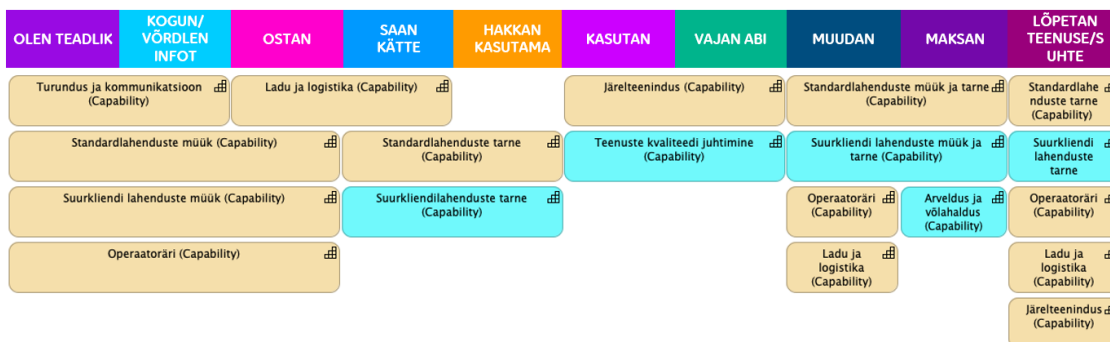 OLEN TEADLIK
KOGUN/
VÕRDLEN
INFOT
OSTAN
SAAN
KÄTTE
HAKKAN
KASUTAMA
KASUTAN
VAJAN ABI
MUUDAN
MAKSAN
LÕPETAN
TEENUSE/S
UHTE
Turundus ja kommunikatsioon
(Capability)
Ladu ja logistika (Capability)
Järelteenindus (Capability)
Standardlahenduste müük ja tarne
(Capability)
Standardlahe
nduste tarne
(Capability)
Standardlahenduste müük (Capability)
Standardlahenduste tarne
(Capability)
Teenuste kvaliteedi juhtimine
(Capability)
Suurkliendi lahenduste müük ja
tarne (Capability)
Suurkliendi
lahenduste
tarne
Suurkliendi lahenduste müük (Capability)
Suurkliendilahenduste tarne
(Capability)
Operaatoräri
(Capability)
Arveldus ja
võlahaldus
(Capability)
Operaatoräri
(Capability)
Operaatoräri (Capability)
Ladu ja
logistika
(Capability)
Ladu ja
logistika
(Capability)
Järelteenindus
(Capability)